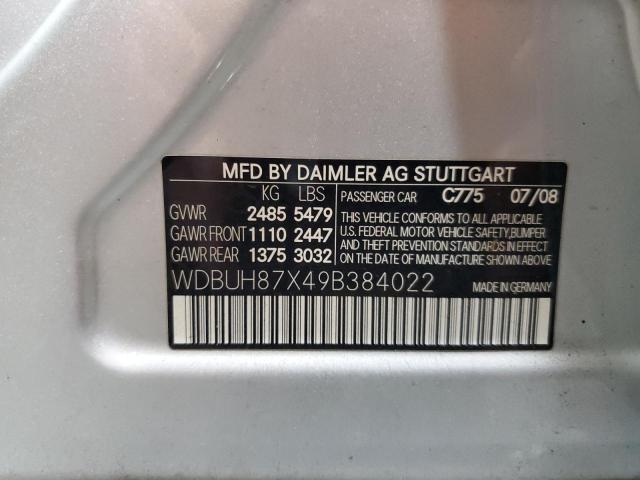 MFD BY DAIMLER AG STUTTGART
KG LBS
GVWR 2485 5479
GAWR FRONT 1110 2447
GAWR REAR 1375 3032
PASSENGER CAR C775 07/08
THIS VEHICLE CONFORMS TO ALL APPLICABLE
U.S. FEDERAL MOTOR VEHICLE SAFETY, BUMPER
AND THEFT PREVENTION STANDARDS IN EFFECT
ON THE DATE OF MANUFACTURE SHOWN ABOVE.
WDBUH87X49B384022
MADE IN GERMANY